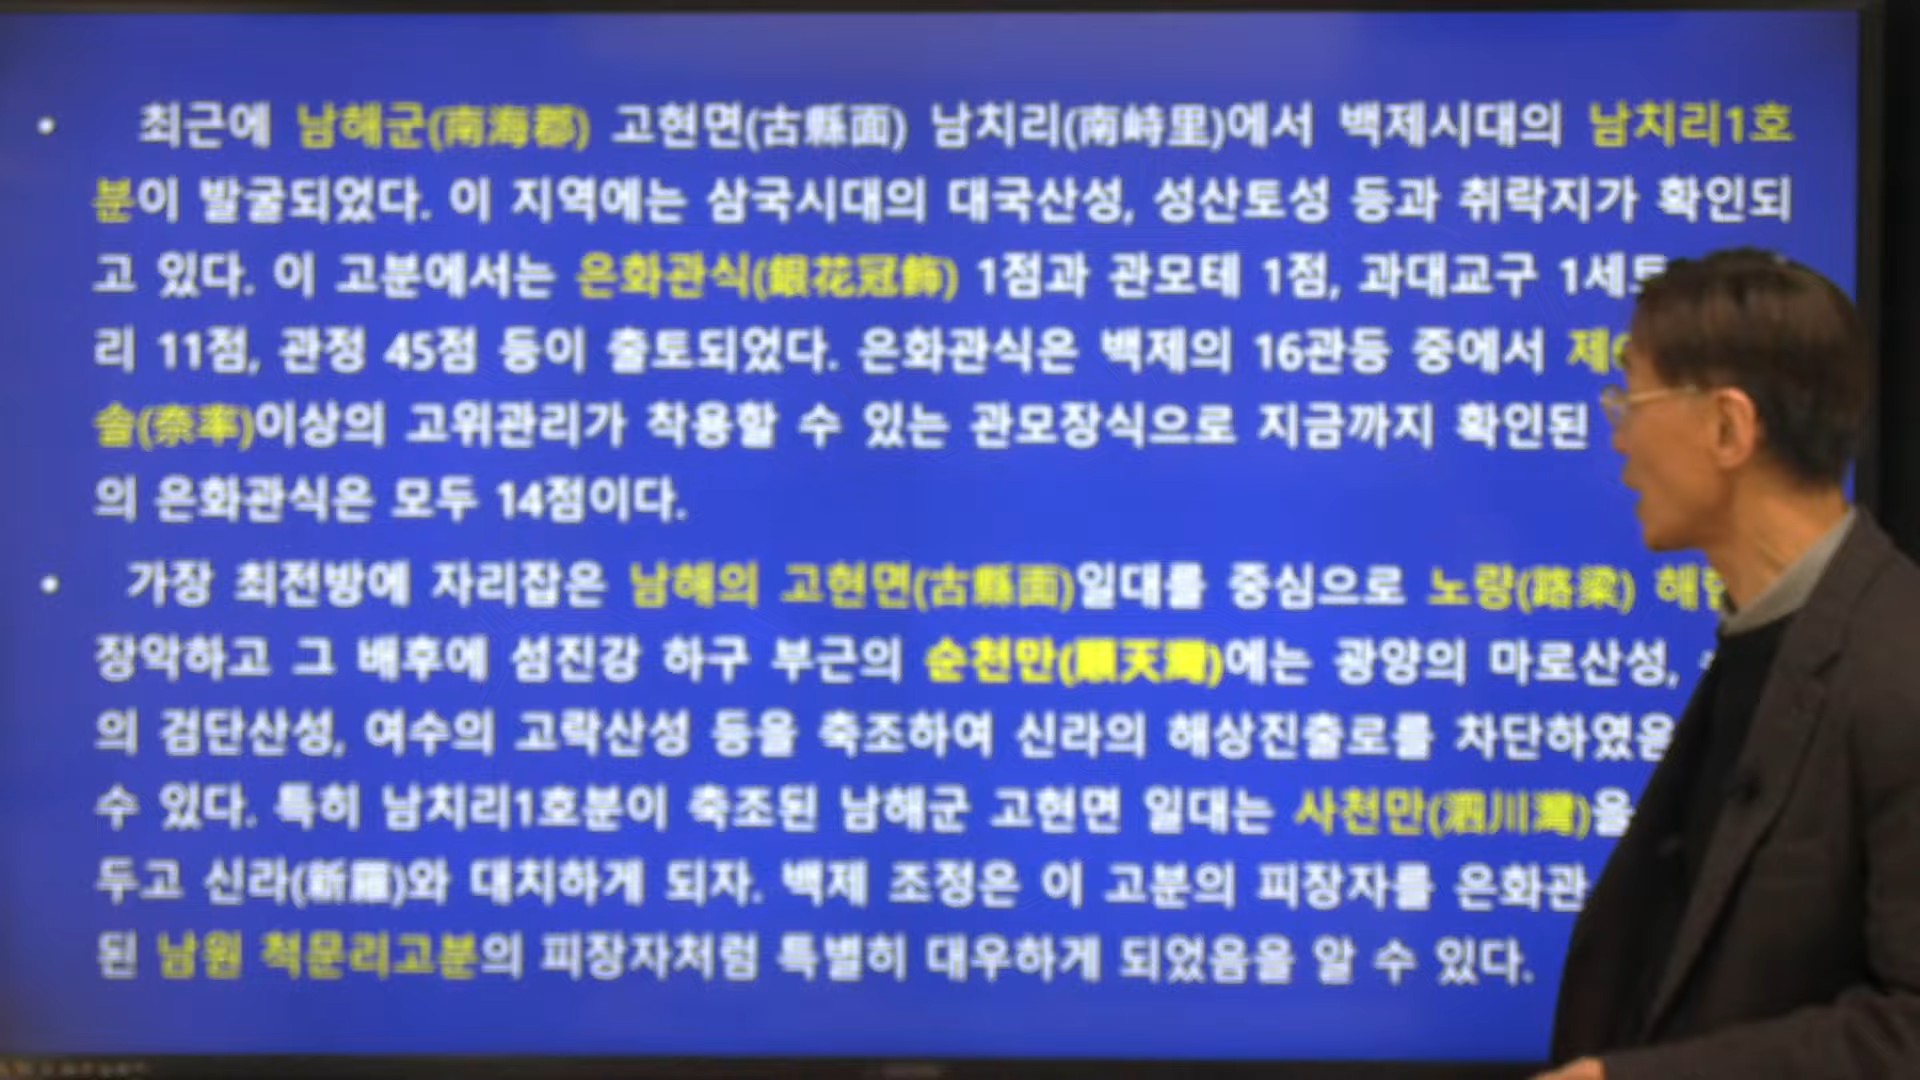 • 최근에 남해군(南海郡) 고현면(古縣面) 남치리(南峙里)에서 백제시대의 남치리1호
분이 발굴되었다. 이 지역에는 삼국시대의 대국산성, 성산토성 등과 취락지가 확인되
고 있다. 이 고분에서는 은화관식(銀花冠飾) 1점과 관모테 1점, 과대교구 1세트
리 11점, 관정 45점 등이 출토되었다. 은화관식은 백제의 16관등 중에서
솔(奈率)이상의 고위관리가 착용할 수 있는 관모장식으로 지금까지 확인된
의 은화관식은 모두 14점이다.
• 가장 최전방에 자리잡은 남해의 고현면(古縣面)일대를 중심으로 노량(路梁)
장악하고 그 배후에 섬진강 하구 부근의 순천만(順天灣)에는 광양의 마로산성,
의 검단산성, 여수의 고락산성 등을 축조하여 신라의 해상진출로를 차단하였음
수 있다. 특히 남치리1호분이 축조된 남해군 고현면 일대는 사천만(泗川灣)을
두고 신라(新羅)와 대치하게 되자. 백제 조정은 이 고분의 피장자를 은화관
된 남원 척문리고분의 피장자처럼 특별히 대우하게 되었음을 알 수 있다.